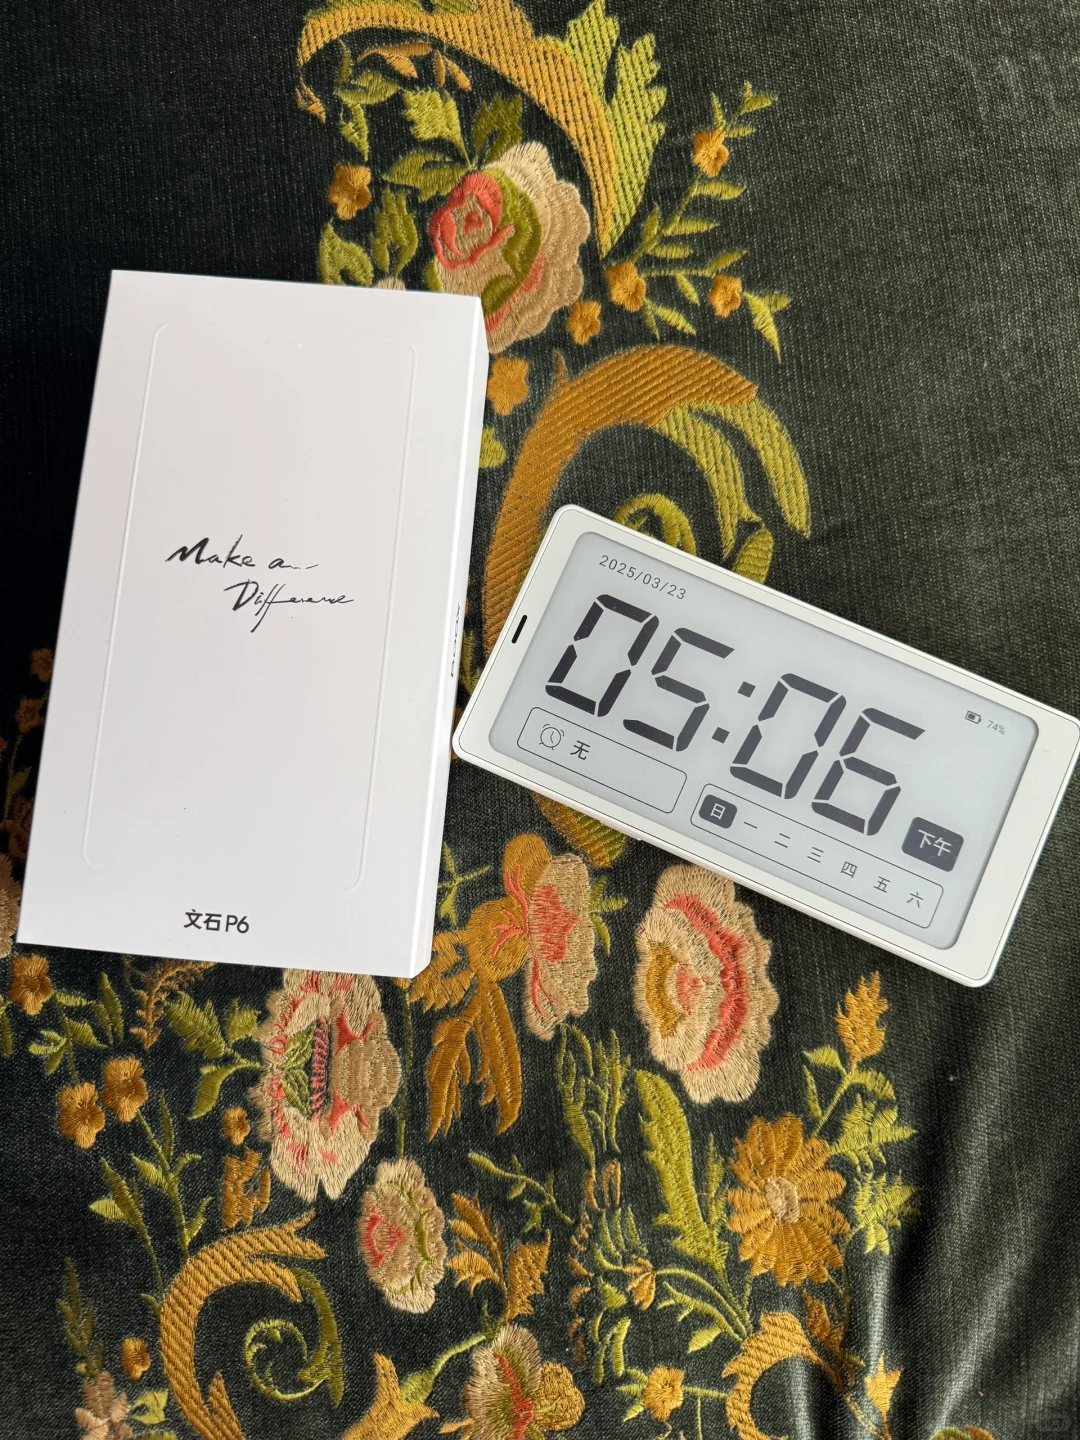 Make a
Difference
文石 P6
BOOX
2025/03/23
05:06
74%
下午
无
日 一 二 三 四 五 六